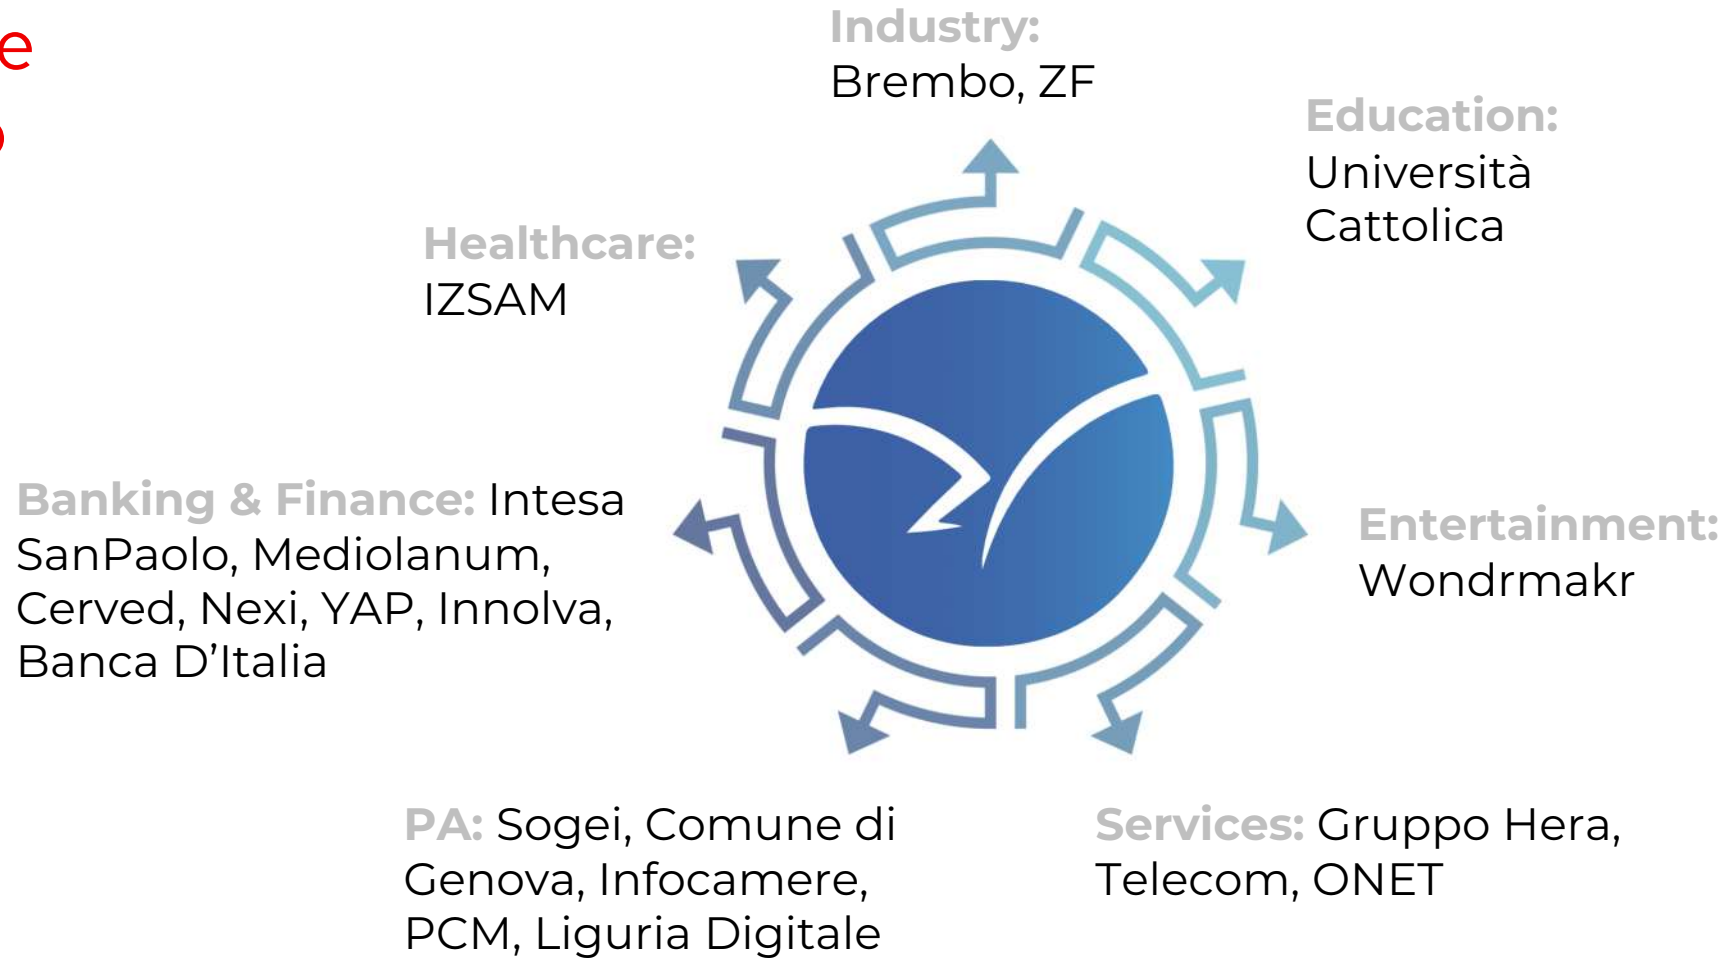 Industry:
Brembo, ZF
Education:
Università
Cattolica
Healthcare:
IZSAM
Banking & Finance: Intesa
SanPaolo, Mediolanum,
Cerved, Nexi, YAP, Innolva,
Banca D’Italia
Entertainment:
Wondrmakr
PA: Sogei, Comune di
Genova, Infocamere,
PCM, Liguria Digitale
Services: Gruppo Hera,
Telecom, ONET